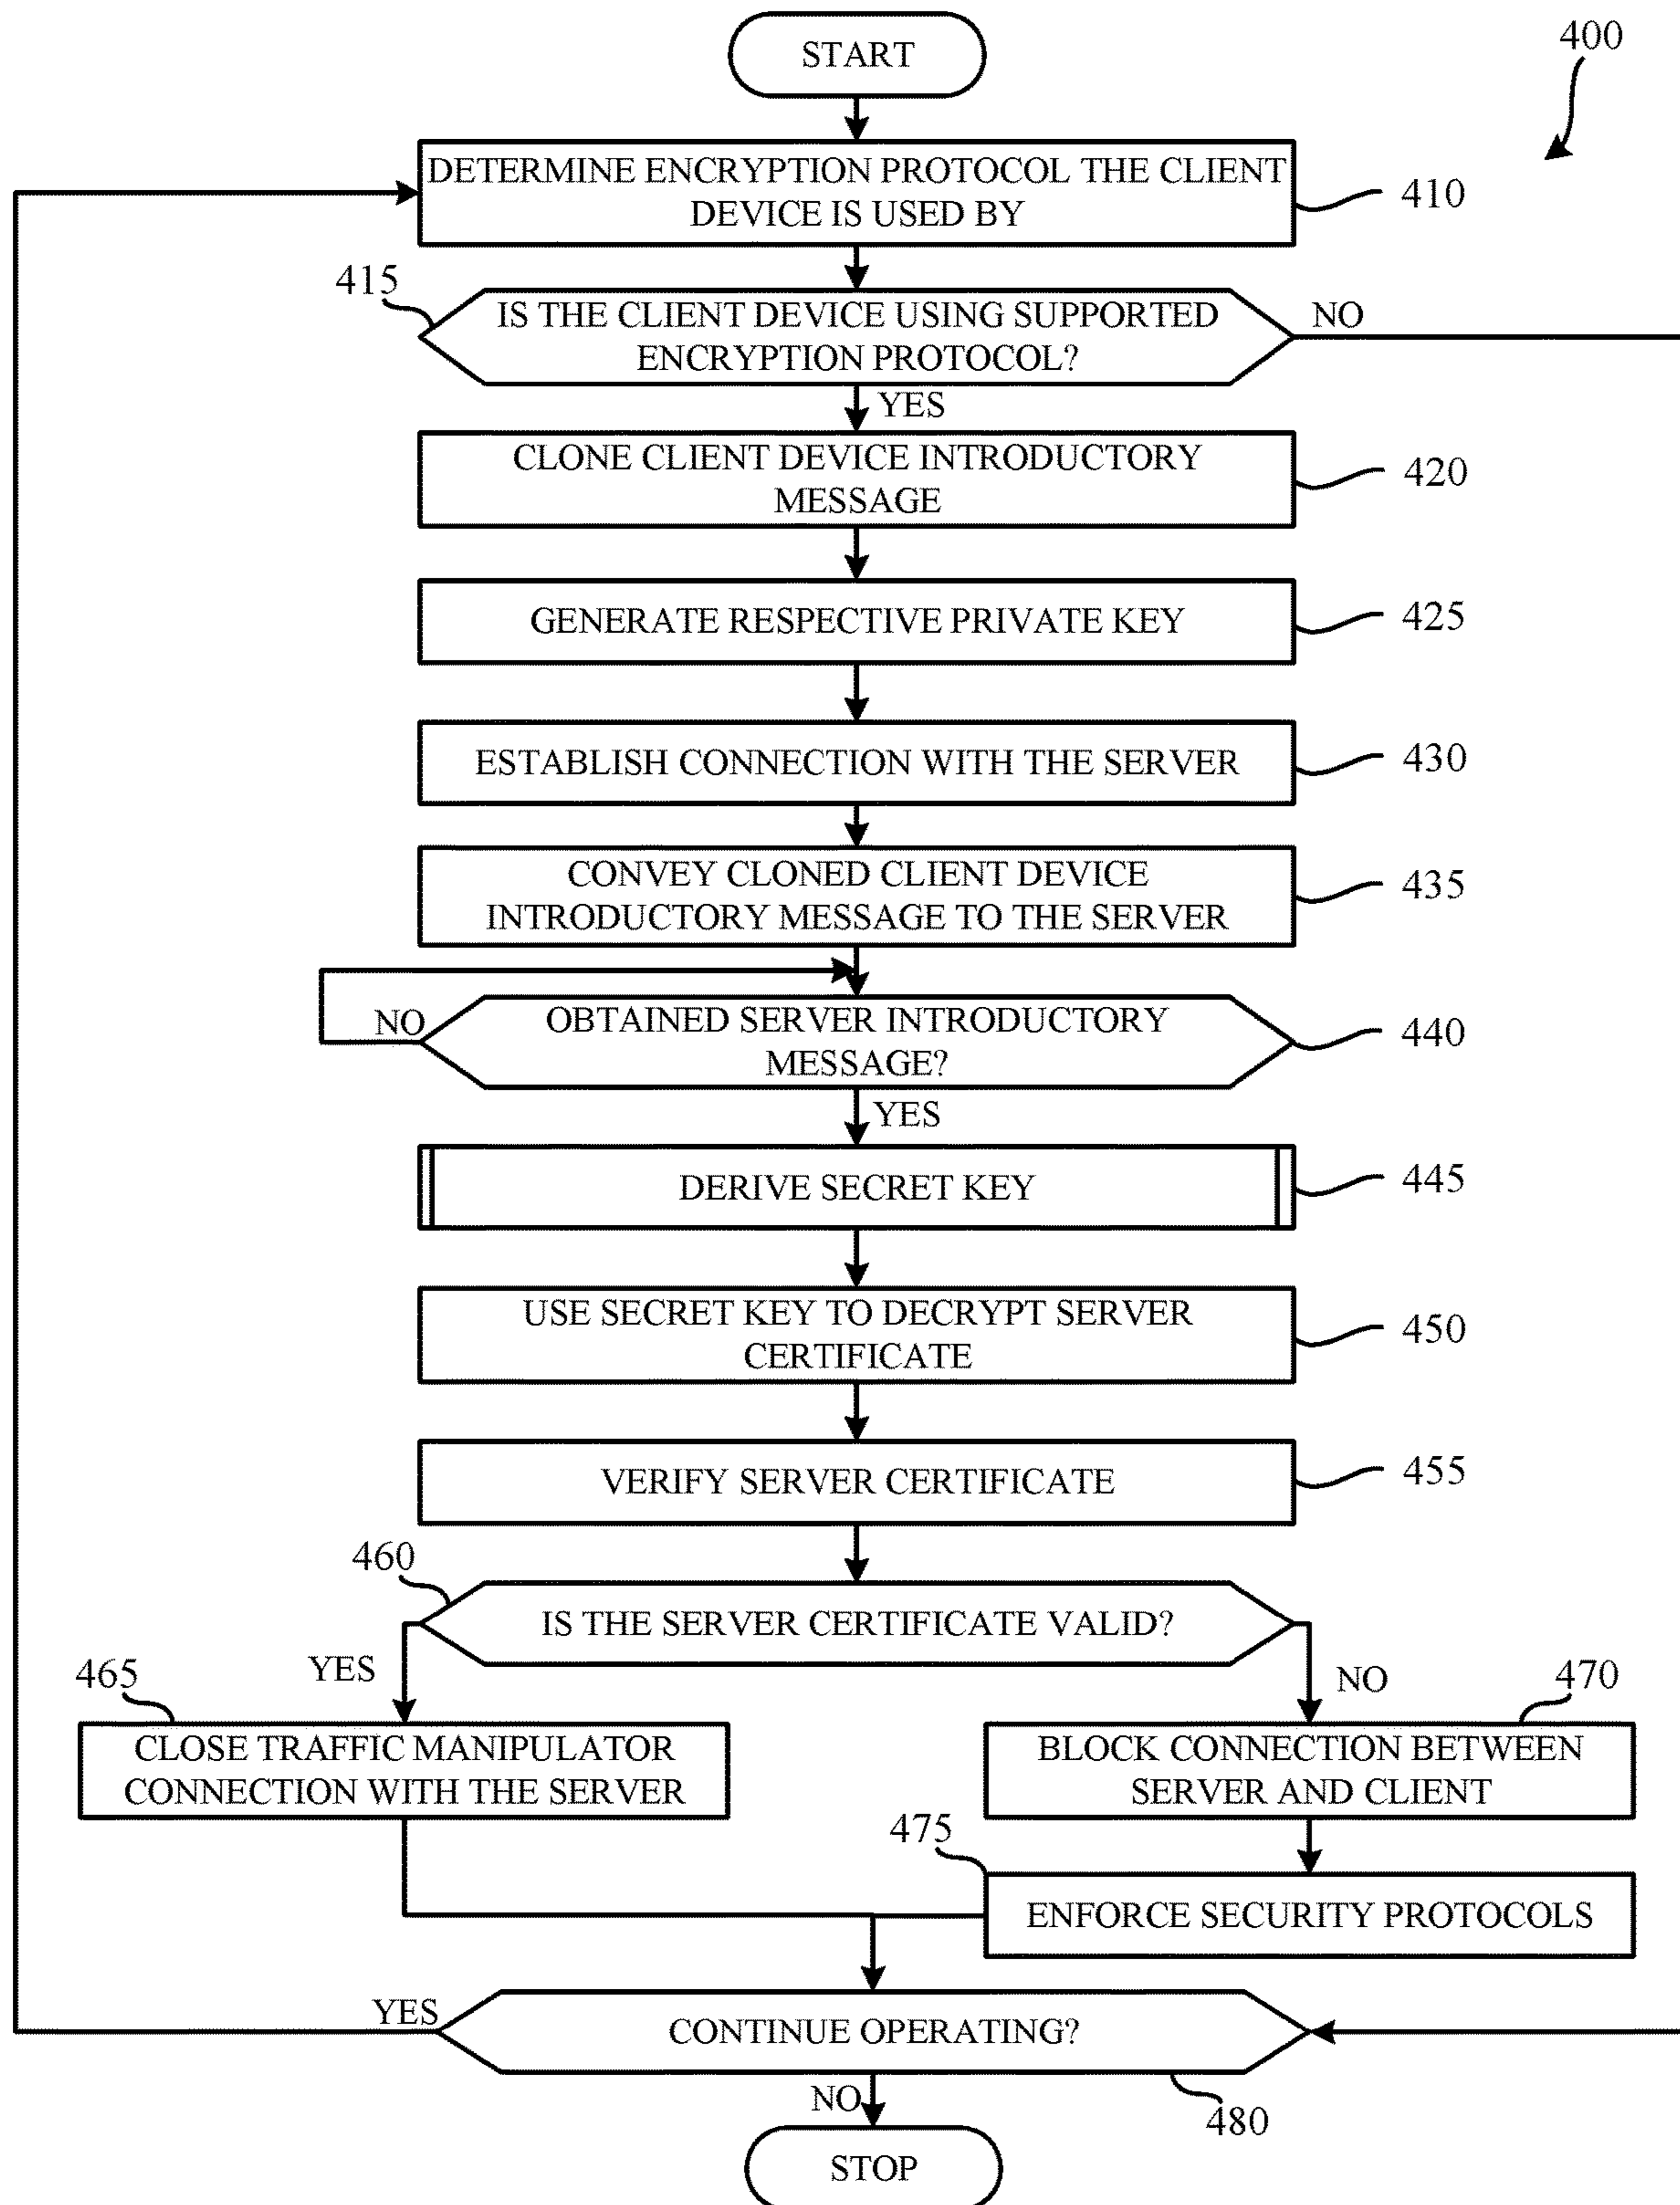 START
400
DETERMINE ENCRYPTION PROTOCOL THE CLIENT
DEVICE IS USED BY
410
415
IS THE CLIENT DEVICE USING SUPPORTED
ENCRYPTION PROTOCOL?
NO
YES
CLONE CLIENT DEVICE INTRODUCTORY
MESSAGE
420
GENERATE RESPECTIVE PRIVATE KEY
425
ESTABLISH CONNECTION WITH THE SERVER
430
CONVEY CLONED CLIENT DEVICE
INTRODUCTORY MESSAGE TO THE SERVER
435
NO
OBTAINED SERVER INTRODUCTORY
MESSAGE?
440
YES
DERIVE SECRET KEY
445
USE SECRET KEY TO DECRYPT SERVER
CERTIFICATE
450
VERIFY SERVER CERTIFICATE
455
460
IS THE SERVER CERTIFICATE VALID?
YES
NO
465
CLOSE TRAFFIC MANIPULATOR
CONNECTION WITH THE SERVER
470
BLOCK CONNECTION BETWEEN
SERVER AND CLIENT
475
ENFORCE SECURITY PROTOCOLS
YES
CONTINUE OPERATING?
480
NO
STOP